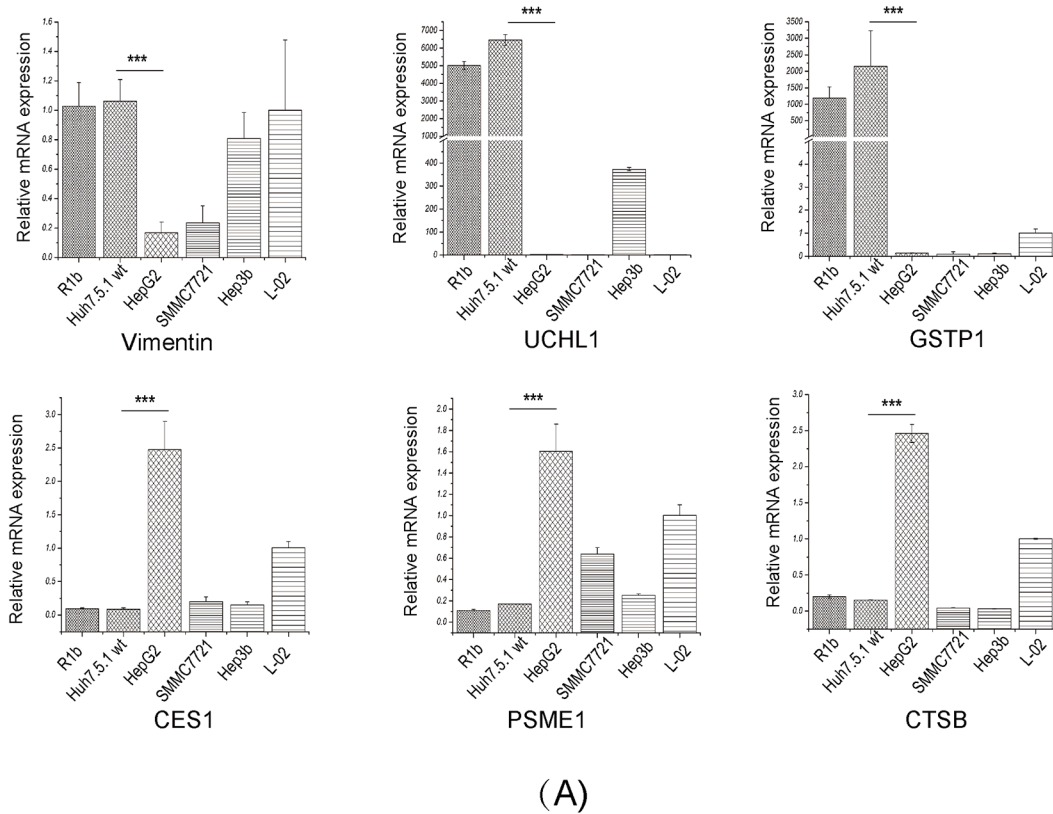 ***
***
***
Relative mRNA expression
1.6
1.4
1.2
1.0
0.8
0.6
0.4
0.2
0.0
R1b
Huh7.5.1 wt
HepG2
SMMC7721
Hep3b
L-02
Vimentin
Relative mRNA expression
7000
6000
5000
4000
3000
2000
1000
400
300
200
100
0
R1b
Huh7.5.1 wt
HepG2
SMMC7721
Hep3b
L-02
UCHL1
Relative mRNA expression
3500
3000
2500
2000
1500
1000
500
5
4
3
2
1
0
R1b
Huh7.5.1 wt
HepG2
SMMC7721
Hep3b
L-02
GSTP1
***
Relative mRNA expression
3.0
2.5
2.0
1.5
1.0
0.5
0.0
R1b
Huh7.5.1 wt
HepG2
SMMC7721
Hep3b
L-02
CES1
***
Relative mRNA expression
2.0
1.8
1.6
1.4
1.2
1.0
0.8
0.6
0.4
0.2
0.0
R1b
Huh7.5.1 wt
HepG2
SMMC7721
Hep3b
L-02
PSME1
***
Relative mRNA expression
3.0
2.5
2.0
1.5
1.0
0.5
0.0
R1b
Huh7.5.1 wt
HepG2
SMMC7721
Hep3b
L-02
CTSB
(A)